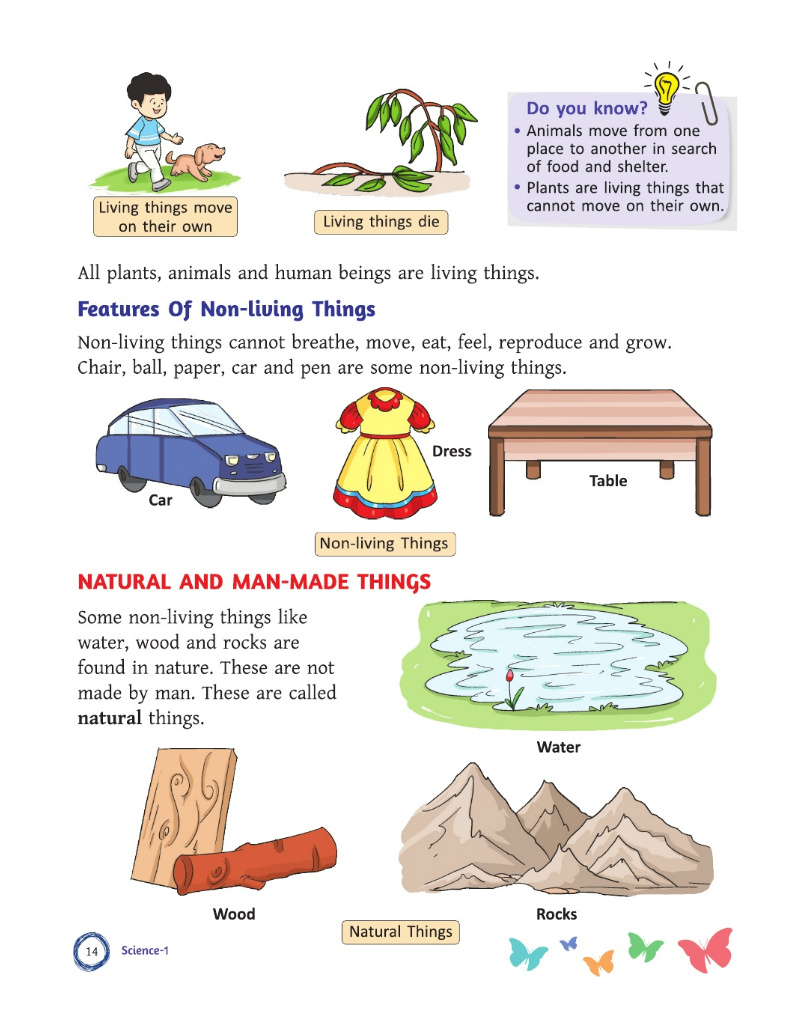 Living things move
on their own
Living things die
Do you know?
• Animals move from one
place to another in search
of food and shelter.
• Plants are living things that
cannot move on their own.
All plants, animals and human beings are living things.
Features Of Non-living Things
Non-living things cannot breathe, move, eat, feel, reproduce and grow.
Chair, ball, paper, car and pen are some non-living things.
Car
Dress
Table
Non-living Things
NATURAL AND MAN-MADE THINGS
Some non-living things like
water, wood and rocks are
found in nature. These are not
made by man. These are called
natural things.
Water
Wood
Rocks
Natural Things
14
Science-1